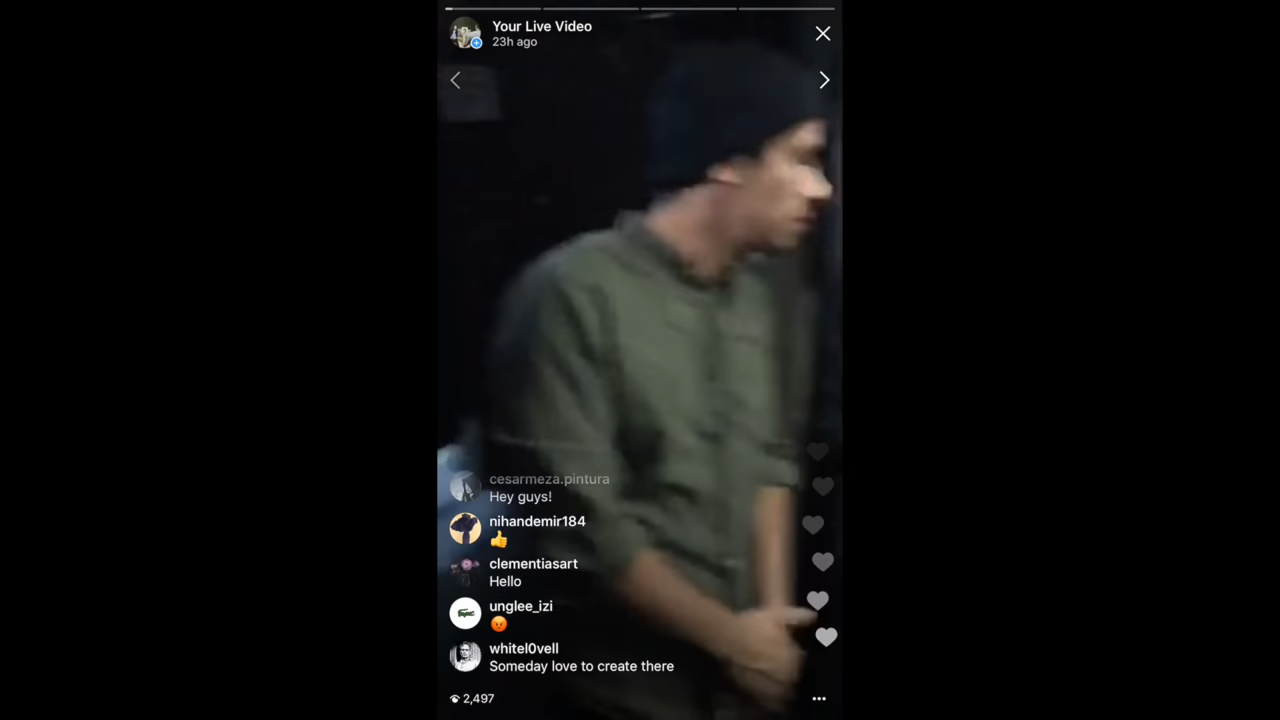 Your Live Video
23h ago
cesarmeza.pintura
Hey guys!
nihandemir184
👍
clementiasart
Hello
unglee_izi
😡
whitel0vell
Someday love to create there
2,497